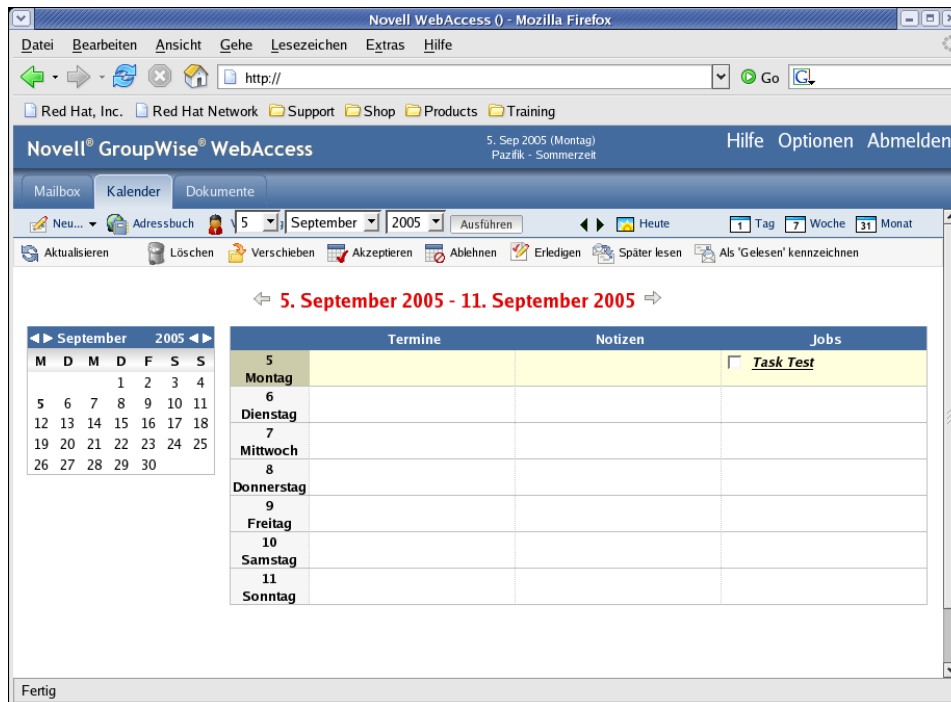 Novell WebAccess () - Mozilla Firefox
Datei Bearbeiten Ansicht Gehe Lesezeichen Extras Hilfe
http:// Go G
Red Hat, Inc. Red Hat Network Support Shop Products Training
Novell® GroupWise® WebAccess
5. Sep 2005 (Montag)
Pazifik - Sommerzeit
Hilfe Optionen Abmelden
Mailbox Kalender Dokumente
Neu... Adressbuch 5 September 2005 Ausführen Heute 1 Tag 7 Woche 31 Monat
Aktualisieren Löschen Verschieben Akzeptieren Ablehnen Erledigen Später lesen Als 'Gelesen' kennzeichnen
5. September 2005 - 11. September 2005
September 2005
M D M D F S S
1 2 3 4
5 6 7 8 9 10 11
12 13 14 15 16 17 18
19 20 21 22 23 24 25
26 27 28 29 30
Termine Notizen Jobs
5
Montag
Task Test
6
Dienstag
7
Mittwoch
8
Donnerstag
9
Freitag
10
Samstag
11
Sonntag
Fertig